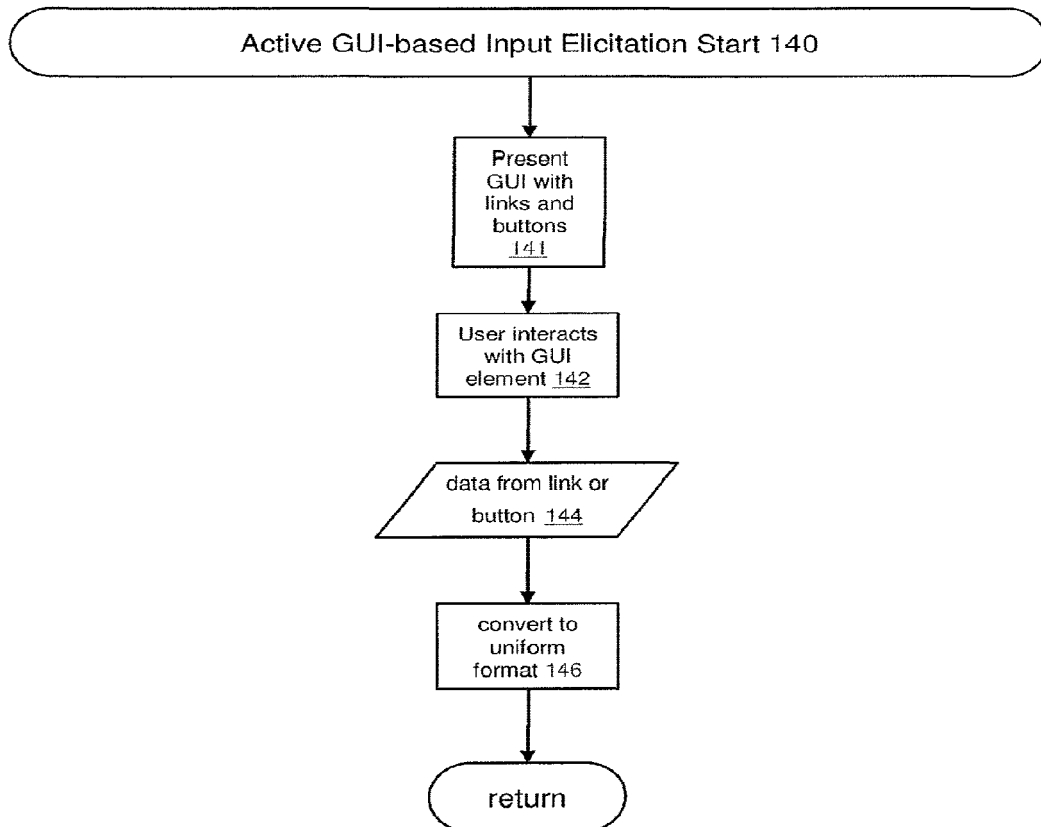 Active GUI-based Input Elicitation Start 140
Present
GUI with
links and
buttons
141
User interacts
with GUI
element 142
data from link or
button 144
convert to
uniform
format 146
return